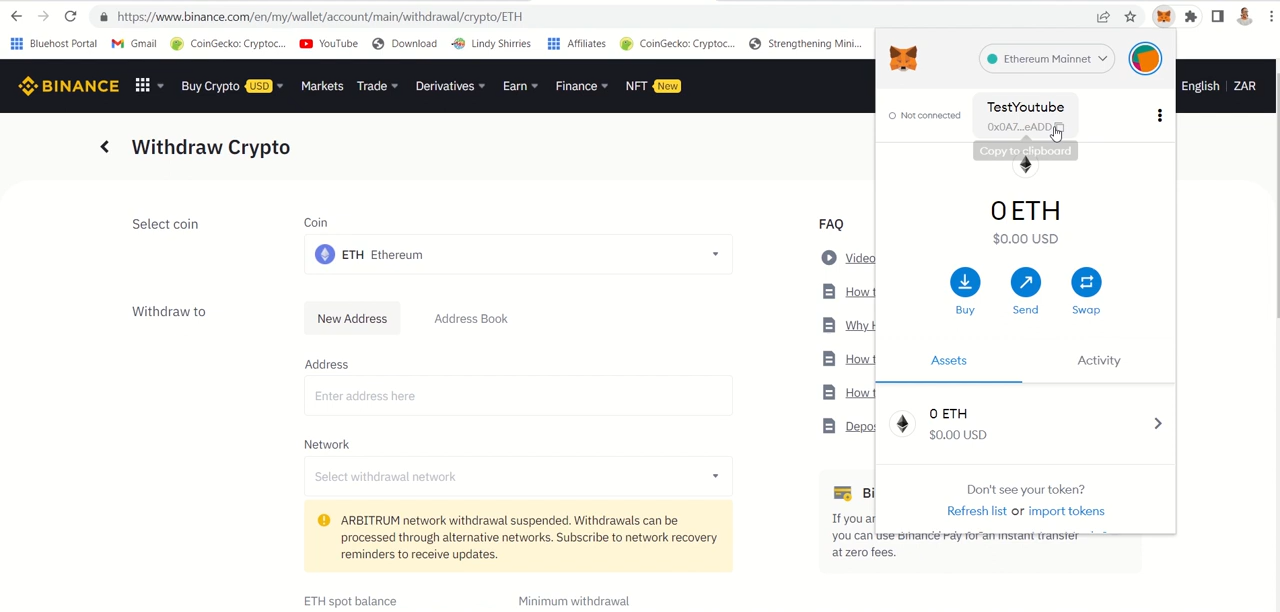 https://www.binance.com/en/my/wallet/account/main/withdrawal/crypto/ETH
Bluehost Portal
Gmail
CoinGecko: Cryptoc...
YouTube
Download
Lindy Shirries
Affiliates
CoinGecko: Cryptoc...
Strengthening Mini...
BINANCE
Buy Crypto USD
Markets
Trade
Derivatives
Earn
Finance
NFT New
English | ZAR
Withdraw Crypto
Select coin
Coin
ETH Ethereum
Withdraw to
New Address
Address Book
Address
Enter address here
Network
Select withdrawal network
ARBITRUM network withdrawal suspended. Withdrawals can be
processed through alternative networks. Subscribe to network recovery
reminders to receive updates.
ETH spot balance
Minimum withdrawal
FAQ
Video
How t
Why H
How t
How t
Depos
Bi
If you ar
you can use Binance Pay for an instant transfer
at zero fees.
Ethereum Mainnet
Not connected
TestYoutube
0x0A7...eADD
Copy to clipboard
0 ETH
$0.00 USD
Buy
Send
Swap
Assets
Activity
0 ETH
$0.00 USD
Don't see your token?
Refresh list or import tokens